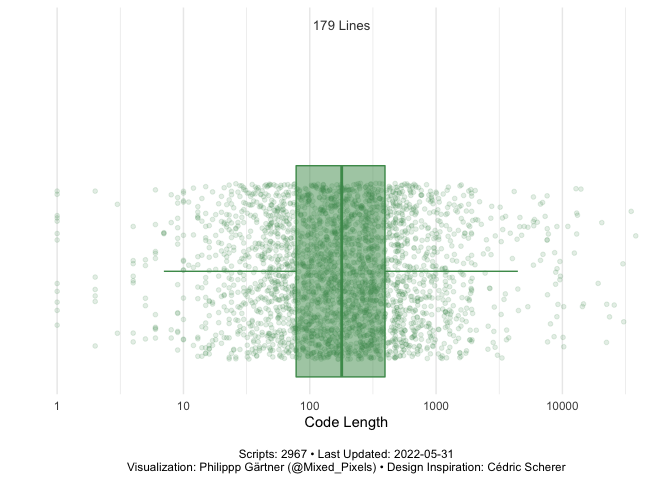 179 Lines
1 10 100 1000 10000
Code Length
Scripts: 2967 • Last Updated: 2022-05-31
Visualization: Philippp Gärtner (@Mixed_Pixels) • Design Inspiration: Cédric Scherer